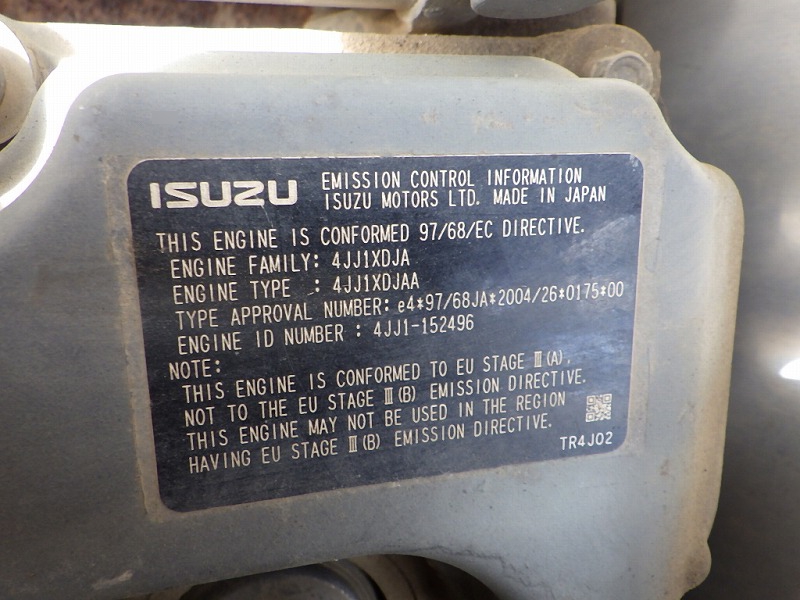 ISUZU
EMISSION CONTROL INFORMATION
ISUZU MOTORS LTD. MADE IN JAPAN
THIS ENGINE IS CONFORMED 97/68/EC DIRECTIVE.
ENGINE FAMILY: 4JJ1XDJA
ENGINE TYPE : 4JJ1XDJAA
TYPE APPROVAL NUMBER: e4*97/68JA*2004/26*0175*00
ENGINE ID NUMBER : 4JJ1-152496
NOTE:
THIS ENGINE IS CONFORMED TO EU STAGE Ⅲ(A),
NOT TO THE EU STAGE Ⅲ(B) EMISSION DIRECTIVE.
THIS ENGINE MAY NOT BE USED IN THE REGION
HAVING EU STAGE Ⅲ(B) EMISSION DIRECTIVE.
TR4J02